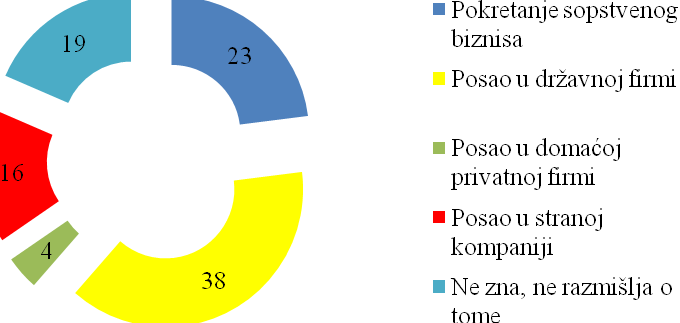 19
23
16
4
38
Pokretanje sopstvenog
biznisa
Posao u državnoj firmi
Posao u domaćoj
privatnoj firmi
Posao u stranoj
kompaniji
Ne zna, ne razmišlja o
tome